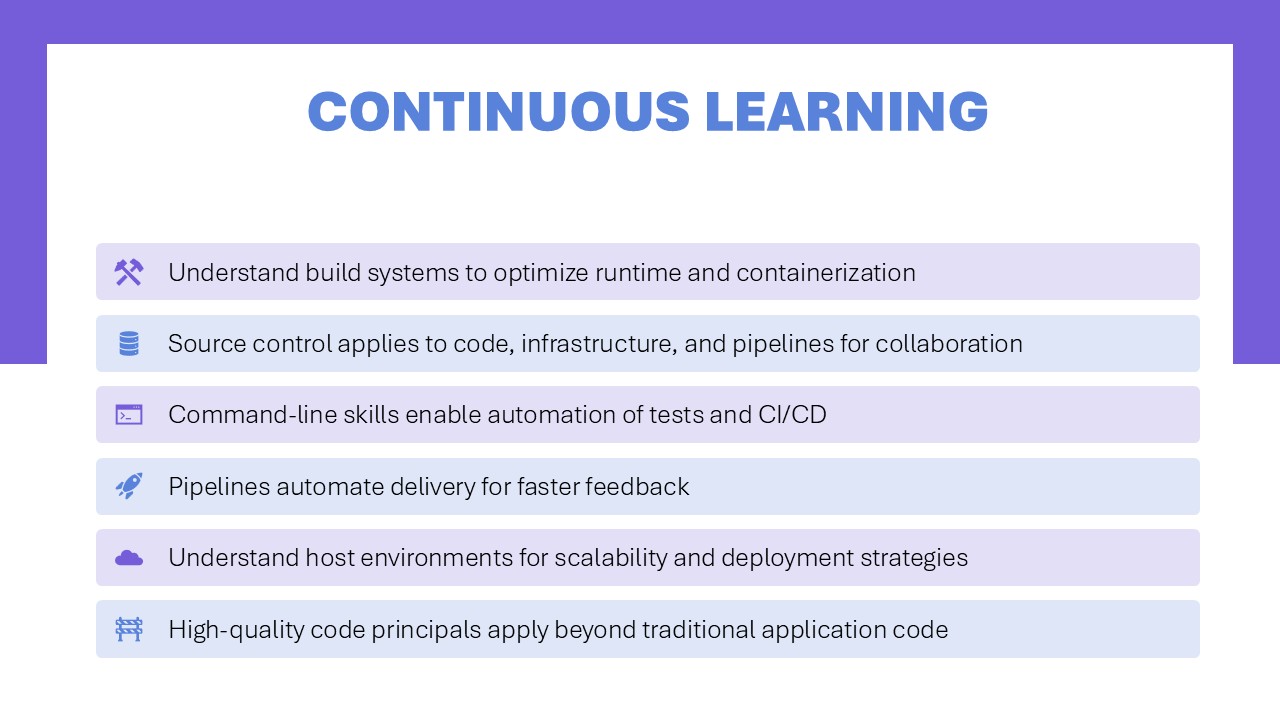 CONTINUOUS LEARNING
Understand build systems to optimize runtime and containerization
Source control applies to code, infrastructure, and pipelines for collaboration
Command-line skills enable automation of tests and CI/CD
Pipelines automate delivery for faster feedback
Understand host environments for scalability and deployment strategies
High-quality code principals apply beyond traditional application code